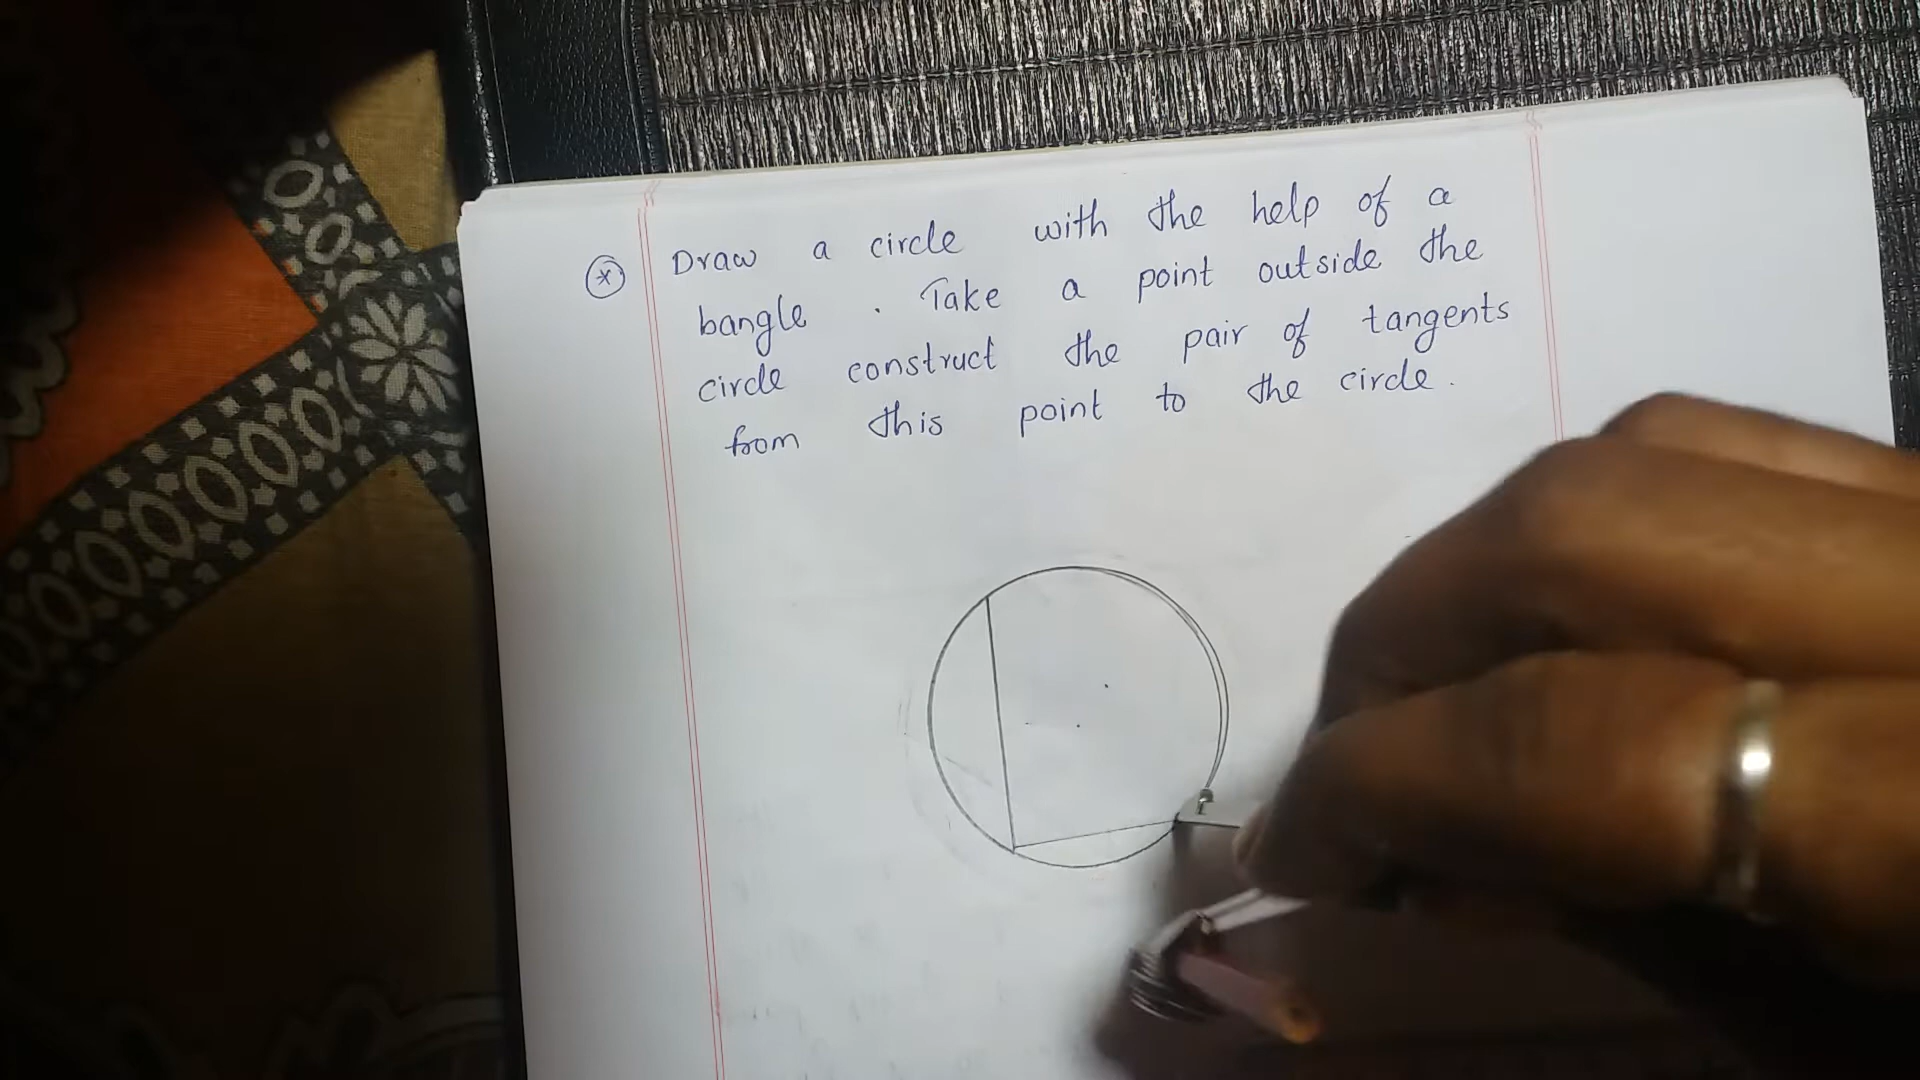 (*) Draw a circle with the help of a
bangle . Take a point outside the
circle construct the pair of tangents
from this point to the circle .